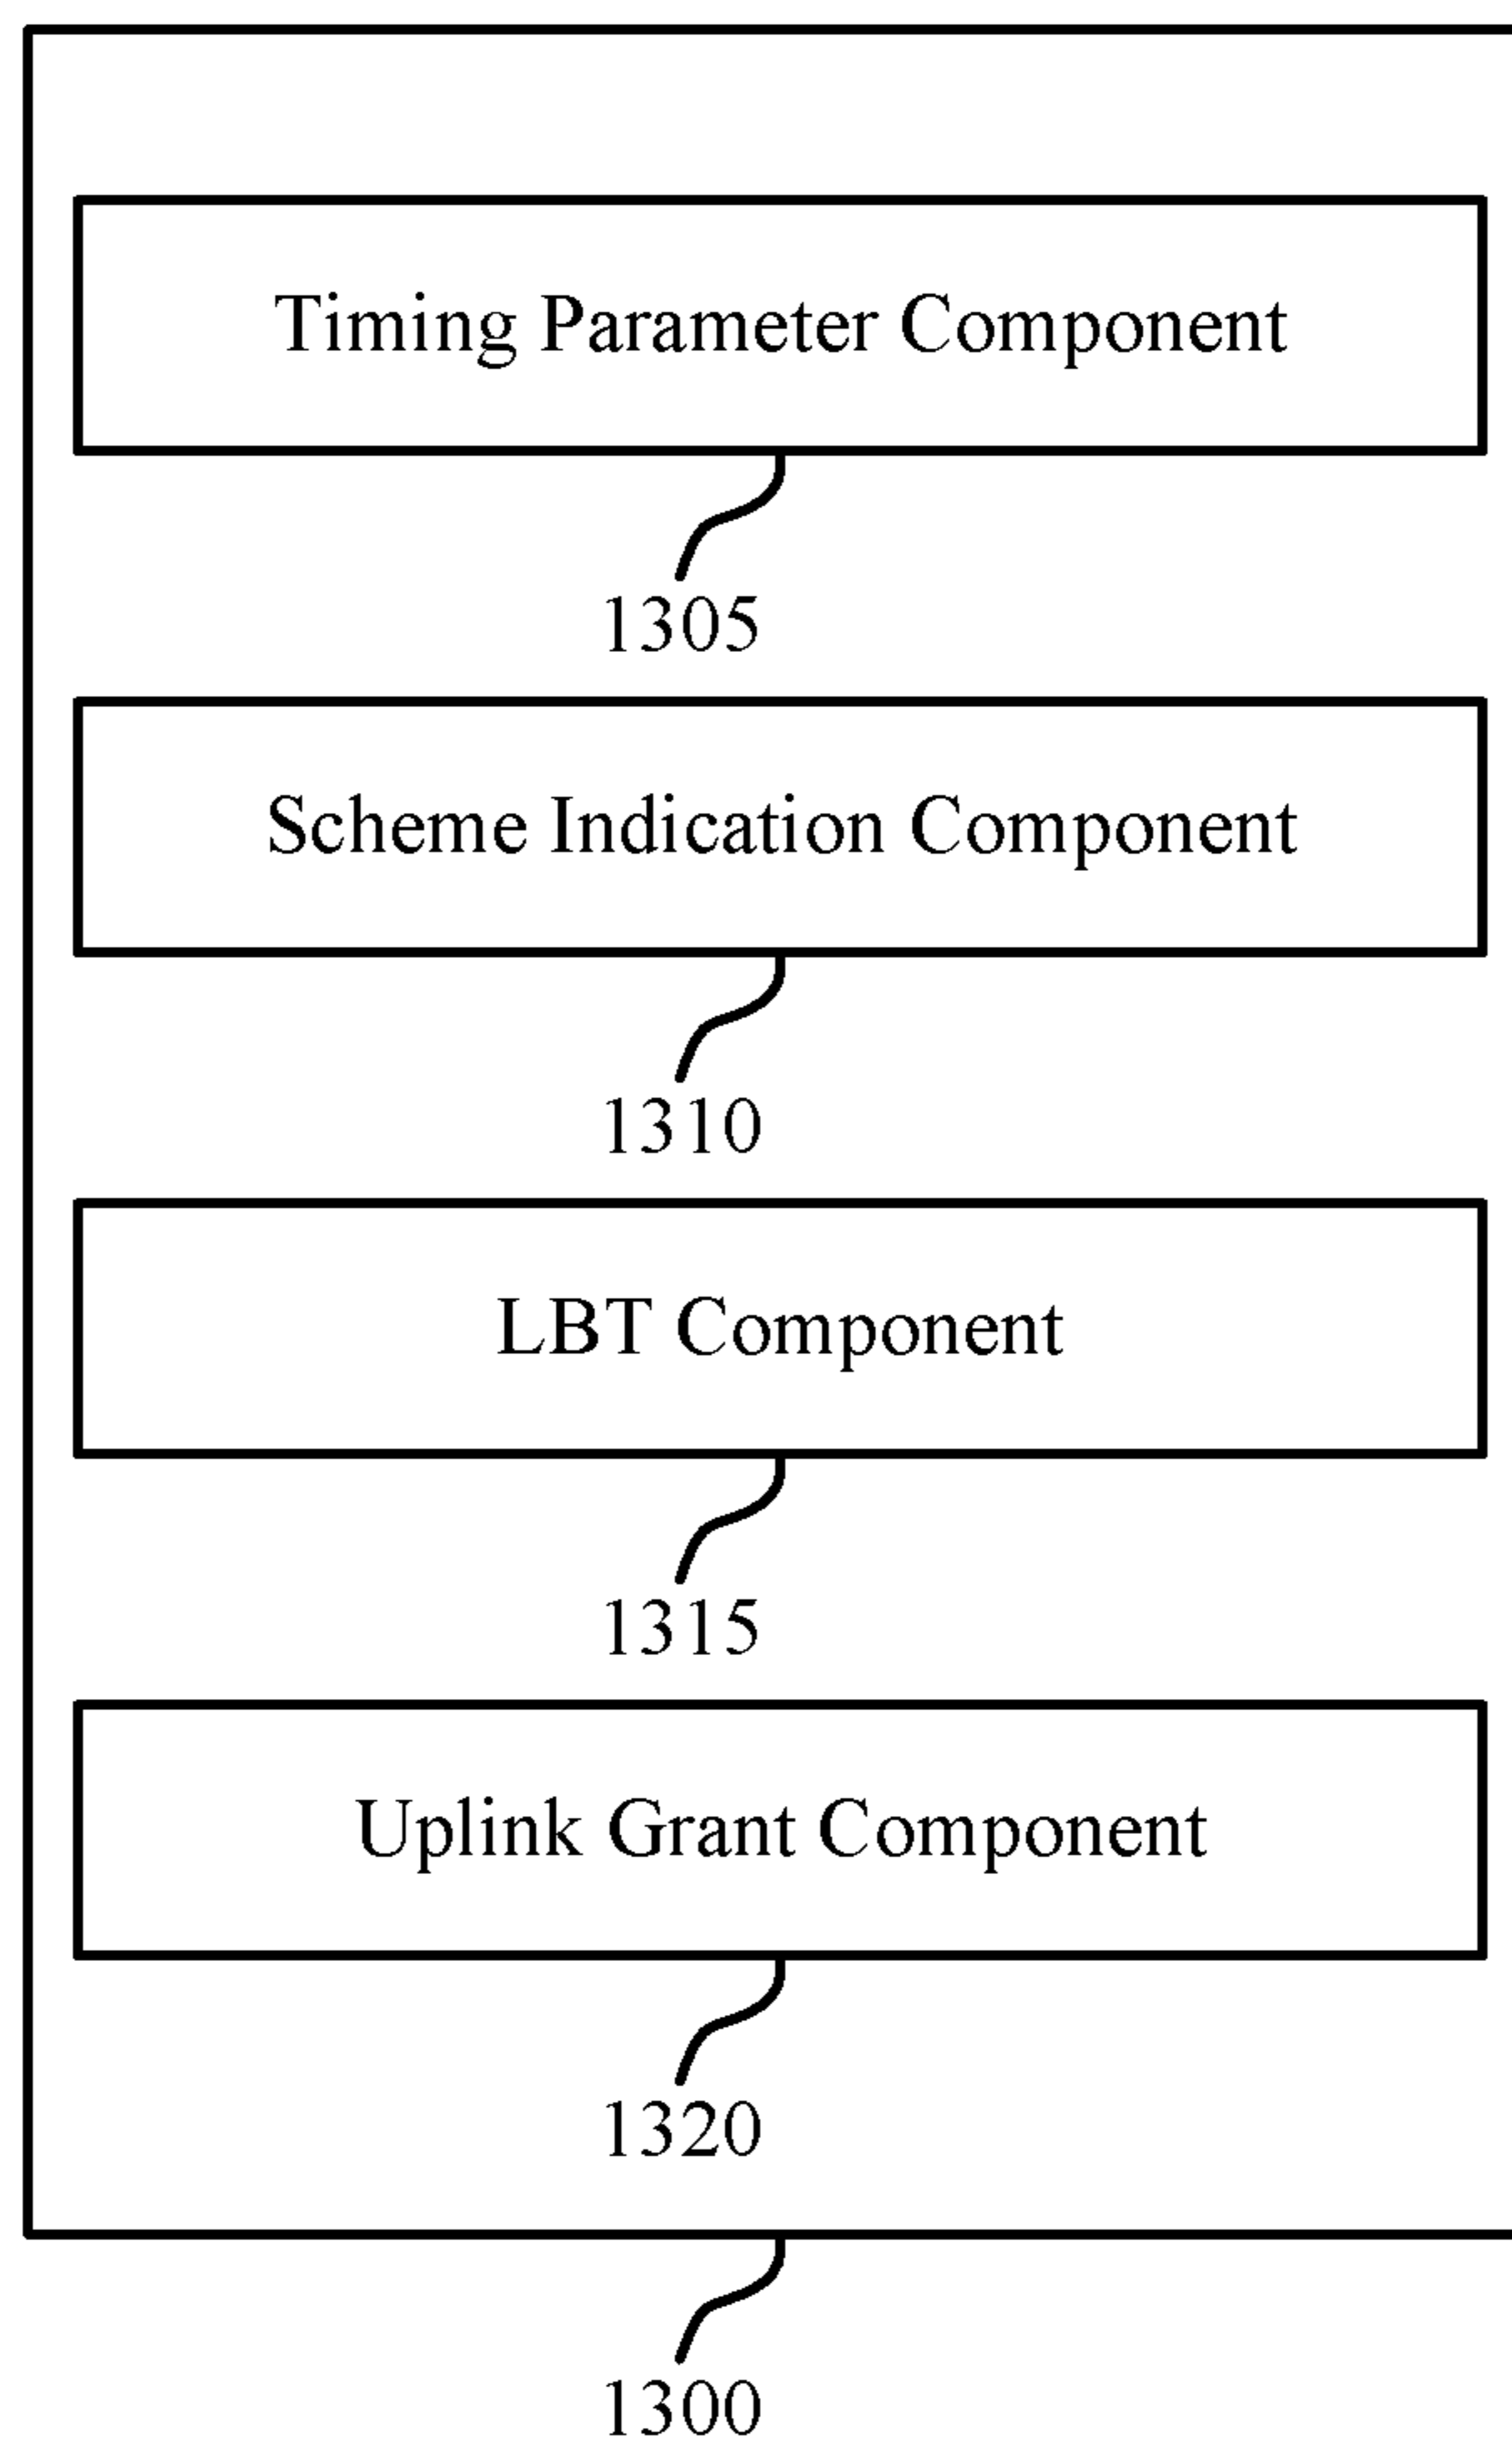 Timing Parameter Component
1305
Scheme Indication Component
1310
LBT Component
1315
Uplink Grant Component
1320
1300